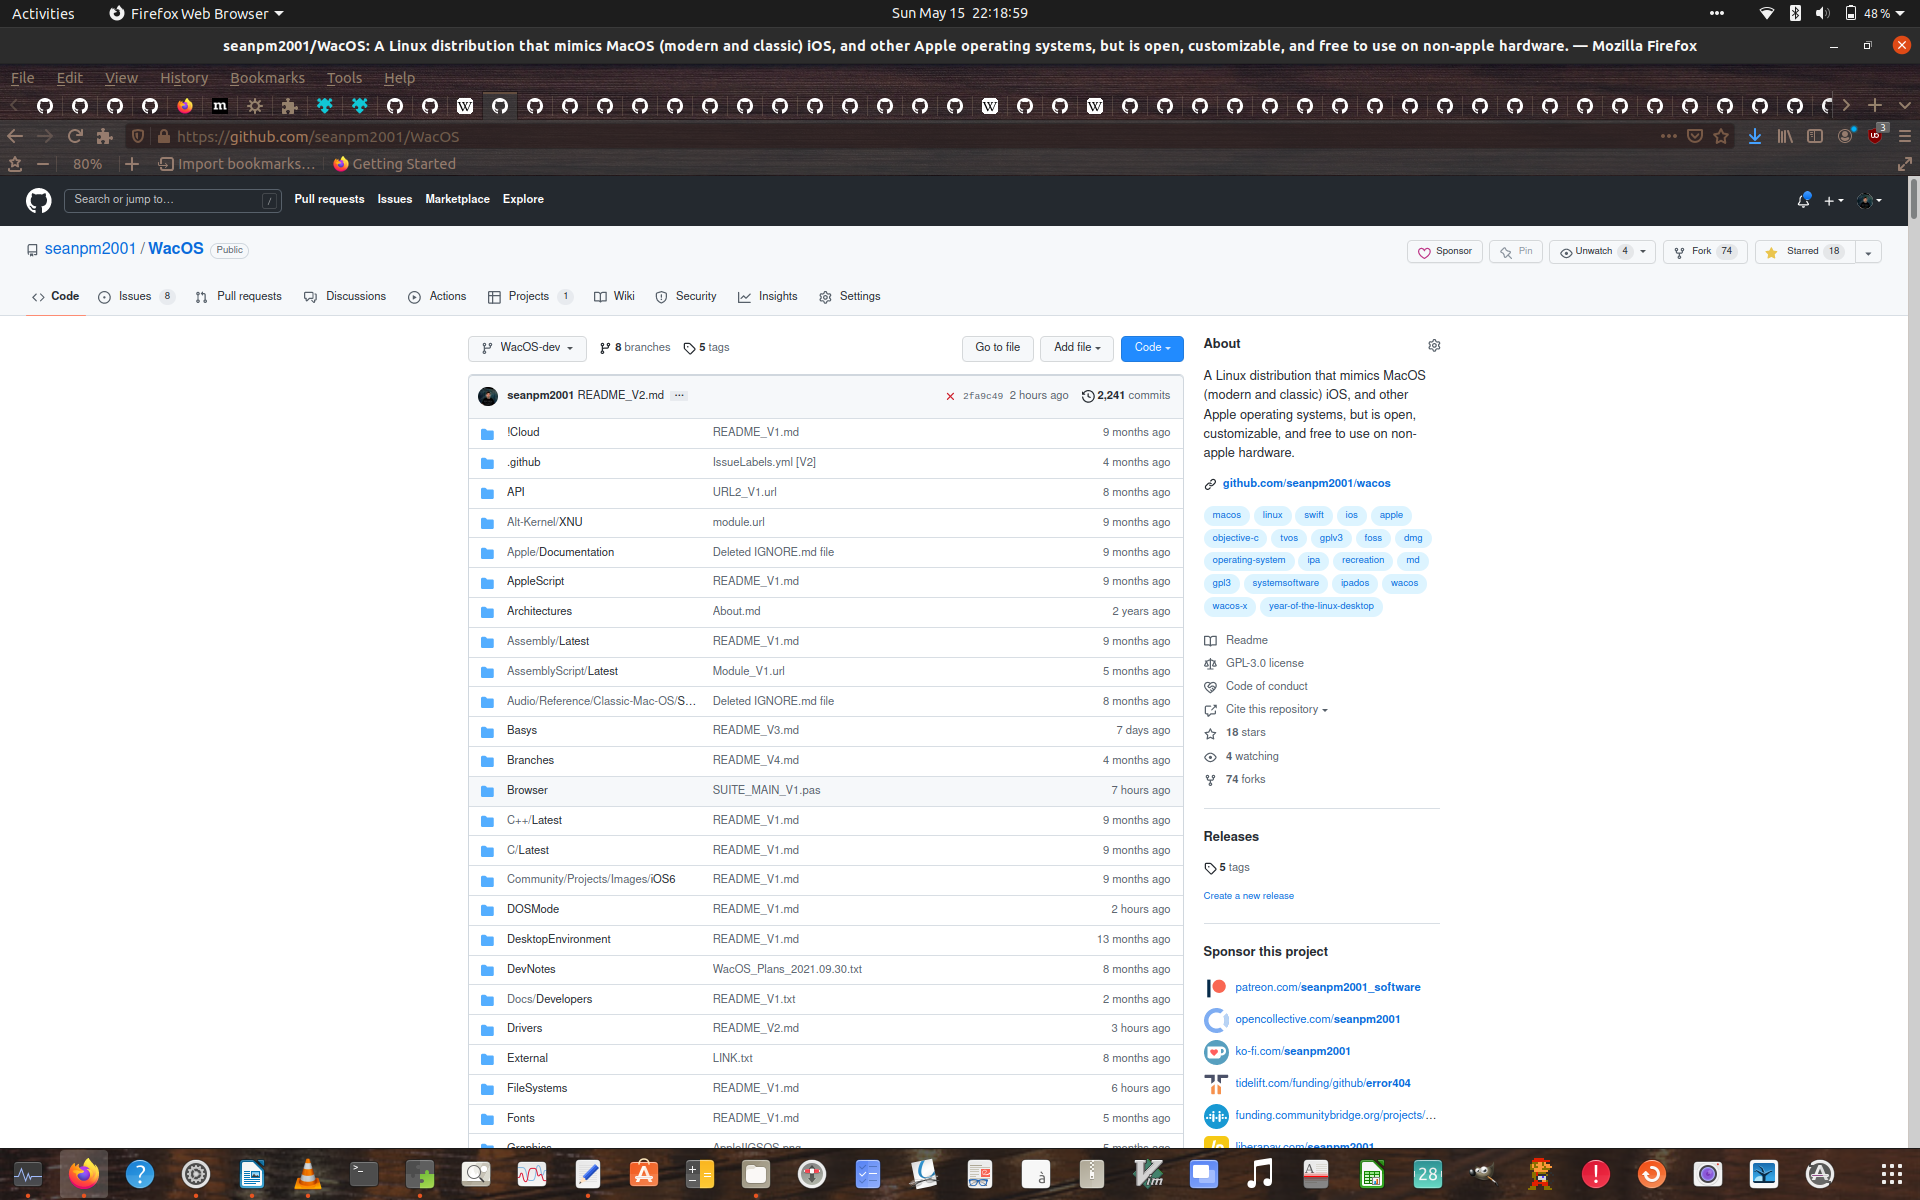 Activities
Firefox Web Browser
Sun May 15 22:18:59
48 %
seanpm2001/WacOS: A Linux distribution that mimics MacOS (modern and classic) iOS, and other Apple operating systems, but is open, customizable, and free to use on non-apple hardware. — Mozilla Firefox
File Edit View History Bookmarks Tools Help
https://github.com/seanpm2001/WacOS
3
80%
Import bookmarks...
Getting Started
Search or jump to...
/
Pull requests Issues Marketplace Explore
seanpm2001 / WacOS Public
Sponsor
Pin
Unwatch 4
Fork 74
Starred 18
Code
Issues 8
Pull requests
Discussions
Actions
Projects 1
Wiki
Security
Insights
Settings
WacOS-dev
8 branches
5 tags
Go to file
Add file
Code
seanpm2001 README_V2.md ...
2fa9c49 2 hours ago
2,241 commits
!Cloud README_V1.md 9 months ago
.github IssueLabels.yml [V2] 4 months ago
API URL2_V1.url 8 months ago
Alt-Kernel/XNU module.url 9 months ago
Apple/Documentation Deleted IGNORE.md file 9 months ago
AppleScript README_V1.md 9 months ago
Architectures About.md 2 years ago
Assembly/Latest README_V1.md 9 months ago
AssemblyScript/Latest Module_V1.url 5 months ago
Audio/Reference/Classic-Mac-OS/S... Deleted IGNORE.md file 8 months ago
Basys README_V3.md 7 days ago
Branches README_V4.md 4 months ago
Browser SUITE_MAIN_V1.pas 7 hours ago
C++/Latest README_V1.md 9 months ago
C/Latest README_V1.md 9 months ago
Community/Projects/Images/iOS6 README_V1.md 9 months ago
DOSMode README_V1.md 2 hours ago
DesktopEnvironment README_V1.md 13 months ago
DevNotes WacOS_Plans_2021.09.30.txt 8 months ago
Docs/Developers README_V1.txt 2 months ago
Drivers README_V2.md 3 hours ago
External LINK.txt 8 months ago
FileSystems README_V1.md 6 hours ago
Fonts README_V1.md 5 months ago
Graphics AppleIIGSOS.png 5 months ago
About
A Linux distribution that mimics MacOS
(modern and classic) iOS, and other
Apple operating systems, but is open,
customizable, and free to use on non-
apple hardware.
github.com/seanpm2001/wacos
macos linux swift ios apple
objective-c tvos gplv3 foss dmg
operating-system ipa recreation md
gpl3 systemsoftware ipados wacos
wacos-x year-of-the-linux-desktop
Readme
GPL-3.0 license
Code of conduct
Cite this repository
18 stars
4 watching
74 forks
Releases
5 tags
Create a new release
Sponsor this project
patreon.com/seanpm2001_software
opencollective.com/seanpm2001
ko-fi.com/seanpm2001
tidelift.com/funding/github/error404
funding.communitybridge.org/projects/...
liberapay.com/seanpm2001
28